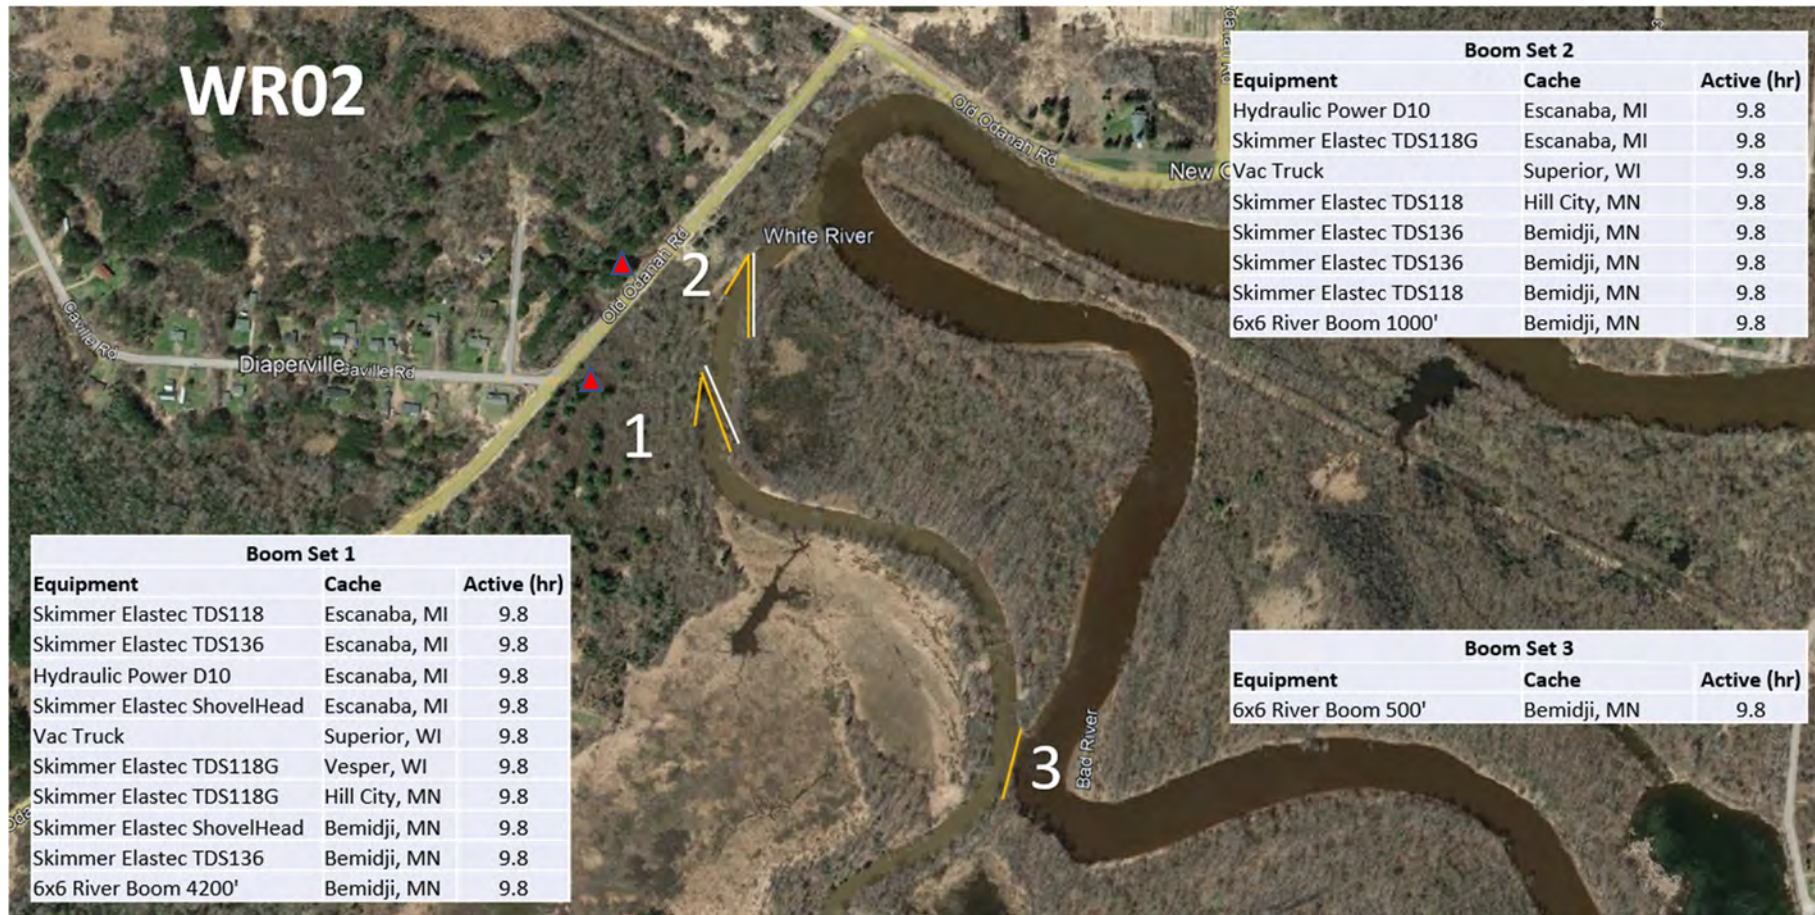 WR02
Old Odanah Rd
New
White River
2
Old Odanah Rd
Caville Rd
Diaperville
Caville Rd
1
3
Bad River
Boom Set 2
Equipment Cache Active (hr)
Hydraulic Power D10 Escanaba, MI 9.8
Skimmer Elastec TDS118G Escanaba, MI 9.8
Vac Truck Superior, WI 9.8
Skimmer Elastec TDS118 Hill City, MN 9.8
Skimmer Elastec TDS136 Bemidji, MN 9.8
Skimmer Elastec TDS136 Bemidji, MN 9.8
Skimmer Elastec TDS118 Bemidji, MN 9.8
6x6 River Boom 1000' Bemidji, MN 9.8
Boom Set 1
Equipment Cache Active (hr)
Skimmer Elastec TDS118 Escanaba, MI 9.8
Skimmer Elastec TDS136 Escanaba, MI 9.8
Hydraulic Power D10 Escanaba, MI 9.8
Skimmer Elastec ShovelHead Escanaba, MI 9.8
Vac Truck Superior, WI 9.8
Skimmer Elastec TDS118G Vesper, WI 9.8
Skimmer Elastec TDS118G Hill City, MN 9.8
Skimmer Elastec ShovelHead Bemidji, MN 9.8
Skimmer Elastec TDS136 Bemidji, MN 9.8
6x6 River Boom 4200' Bemidji, MN 9.8
Boom Set 3
Equipment Cache Active (hr)
6x6 River Boom 500' Bemidji, MN 9.8